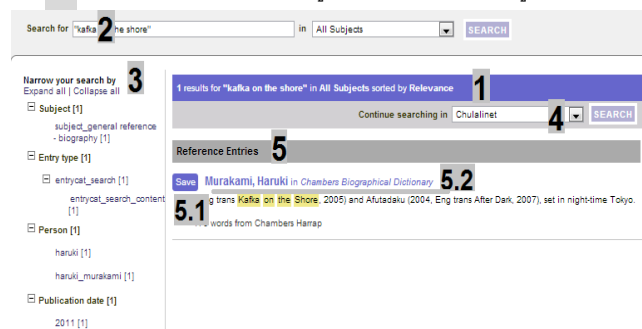 Search for "kafka on the shore" in All Subjects SEARCH
2
Narrow your search by
Expand all | Collapse all
3
Subject [1]
subject_general reference
- biography [1]
Entry type [1]
entrycat_search [1]
entrycat_search_content
[1]
Person [1]
haruki [1]
haruki_murakami [1]
Publication date [1]
2011 [1]
1 results for "kafka on the shore" in All Subjects sorted by Relevance
1
Continue searching in Chulalinet SEARCH
4
Reference Entries 5
Save Murakami, Haruki in Chambers Biographical Dictionary 5.2
5.1
trans Kafka on the Shore, 2005) and Afutadaku (2004, Eng trans After Dark, 2007), set in night-time Tokyo.
words from Chambers Harrap